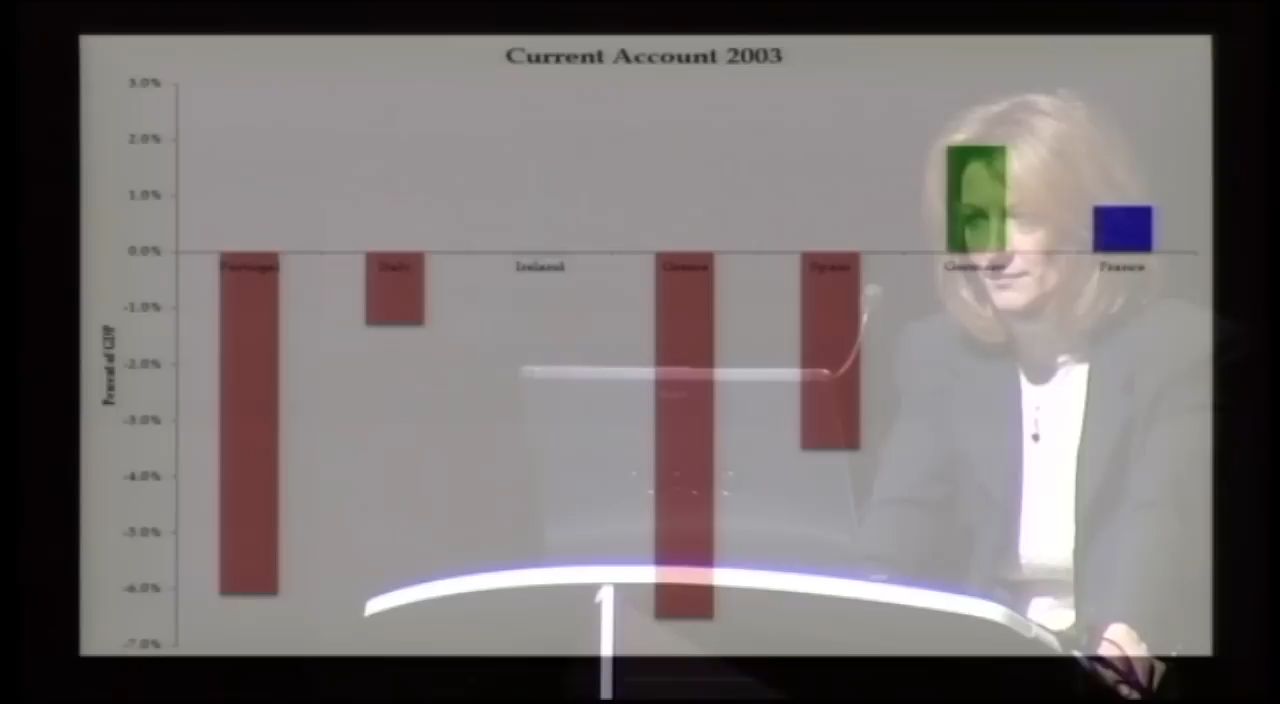 Current Account 2003
3.0%
2.0%
1.0%
0.0%
-1.0%
-2.0%
-3.0%
-4.0%
-5.0%
-6.0%
-7.0%
Percent of GDP
Portugal
Italy
Ireland
Greece
Spain
Germany
France